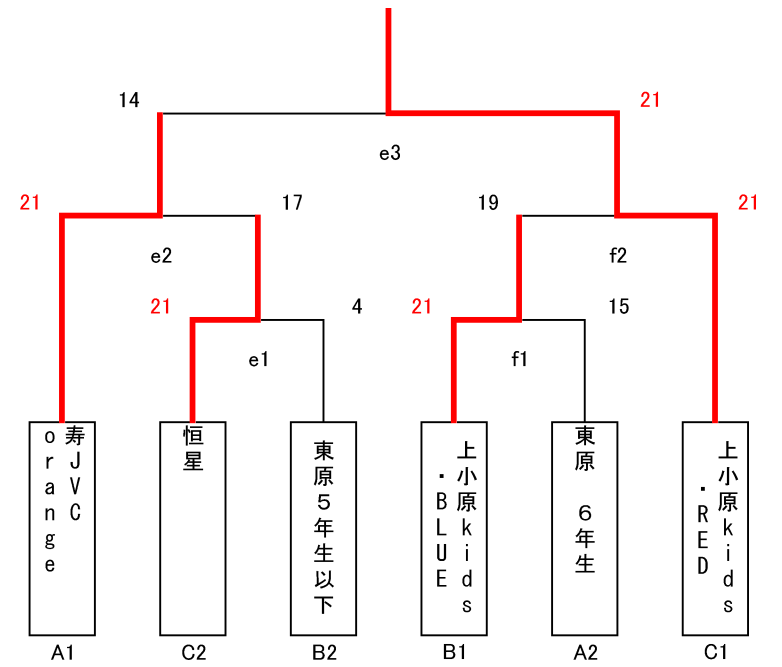 14
21
e3
21
17
19
21
e2
f2
21
4
21
15
e1
f1
寿JVC
orange
恒星
東原5年生以下
上小原kids
・BLUE
東原 6年生
上小原kids
・RED
A1
C2
B2
B1
A2
C1